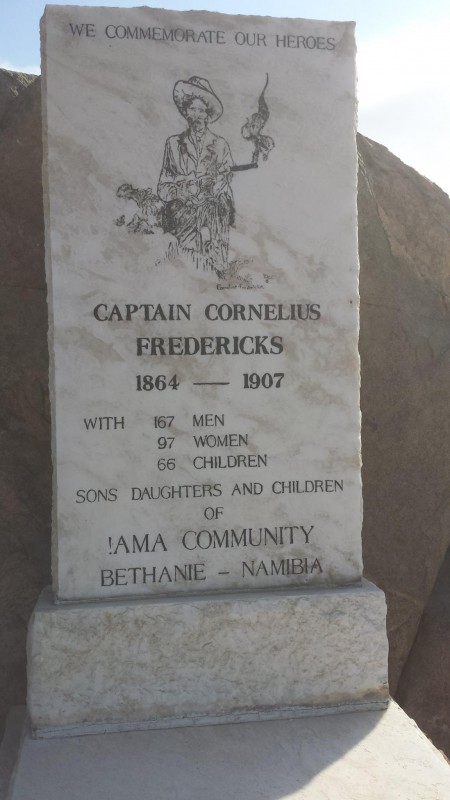 WE COMMEMORATE OUR HEROES
CAPTAIN CORNELIUS
FREDERICKS
1864 — 1907
WITH 167 MEN
97 WOMEN
66 CHILDREN
SONS DAUGHTERS AND CHILDREN
OF
!AMA COMMUNITY
BETHANIE – NAMIBIA